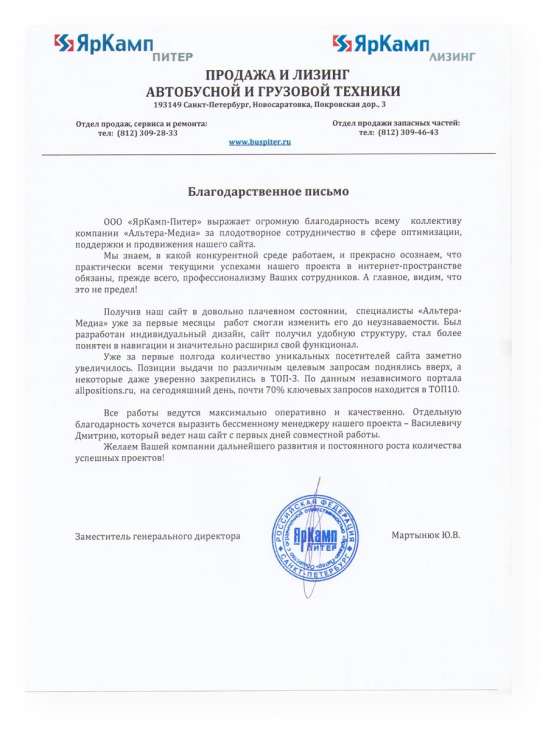 ЯрКамп ЯрКамп
ПИТЕР ЛИЗИНГ
ПРОДАЖА И ЛИЗИНГ
АВТОБУСНОЙ И ГРУЗОВОЙ ТЕХНИКИ
193149 Санкт-Петербург, Новосаратовка, Покровская дор., 3
Отдел продаж, сервиса и ремонта:
тел: (812) 309-28-33
Отдел продажи запасных частей:
тел: (812) 309-46-43
www.buspiter.ru
Благодарственное письмо
ООО «ЯрКамп-Питер» выражает огромную благодарность всему коллективу
компании «Альтера-Медиа» за плодотворное сотрудничество в сфере оптимизации,
поддержки и продвижения нашего сайта.
Мы знаем, в какой конкурентной среде работаем, и прекрасно осознаем, что
практически всеми текущими успехами нашего проекта в интернет-пространстве
обязаны, прежде всего, профессионализму Ваших сотрудников. А главное, видим, что
это не предел!
Получив наш сайт в довольно плачевном состоянии, специалисты «Альтера-
Медиа» уже за первые месяцы работ смогли изменить его до неузнаваемости. Был
разработан индивидуальный дизайн, сайт получил удобную структуру, стал более
понятен в навигации и значительно расширил свой функционал.
Уже за первые полгода количество уникальных посетителей сайта заметно
увеличилось. Позиции выдачи по различным целевым запросам поднялись вверх, а
некоторые даже уверенно закрепились в ТОП-3. По данным независимого портала
allpositions.ru, на сегодняшний день, почти 70% ключевых запросов находится в ТОП10.
Все работы ведутся максимально оперативно и качественно. Отдельную
благодарность хочется выразить бессменному менеджеру нашего проекта – Василевичу
Дмитрию, который ведет наш сайт с первых дней совместной работы.
Желаем Вашей компании дальнейшего развития и постоянного роста количества
успешных проектов!
Заместитель генерального директора
Мартынюк Ю.В.
РОССИЙСКАЯ ФЕДЕРАЦИЯ
ЯрКамп
ПИТЕР
САНКТ-ПЕТЕРБУРГ